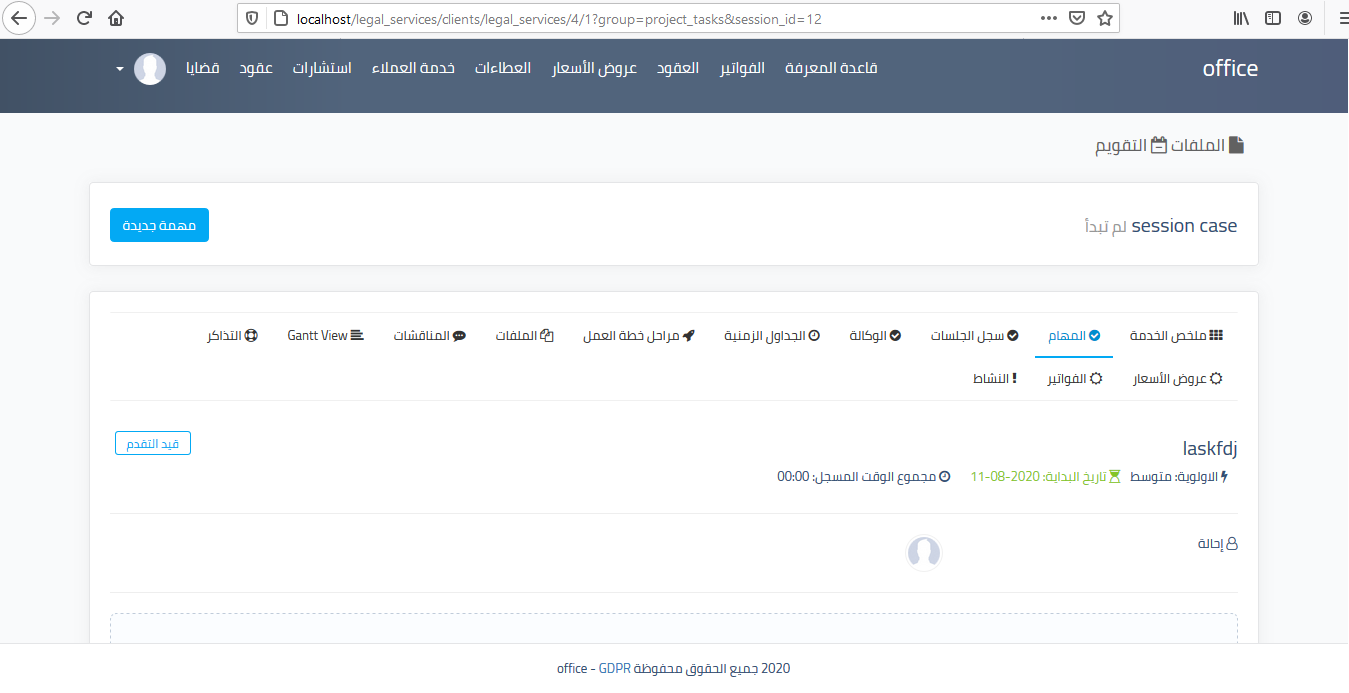 localhost/legal_services/clients/legal_services/4/1?group=project_tasks&session_id=12
office قاعدة المعرفة الفواتير العقود عروض الأسعار العطاءات خدمة العملاء استشارات عقود قضايا
الملفات التقويم
session case لم تبدأ مهمة جديدة
ملخص الخدمة المهام سجل الجلسات الوكالة الجداول الزمنية مراحل خطة العمل الملفات المناقشات Gantt View التذاكر
عروض الأسعار الفواتير النشاط
laskfdj قيد التقدم
الاولوية: متوسط تاريخ البداية: 2020-08-11 مجموع الوقت المسجل: 00:00
إحالة
2020 جميع الحقوق محفوظة office - GDPR